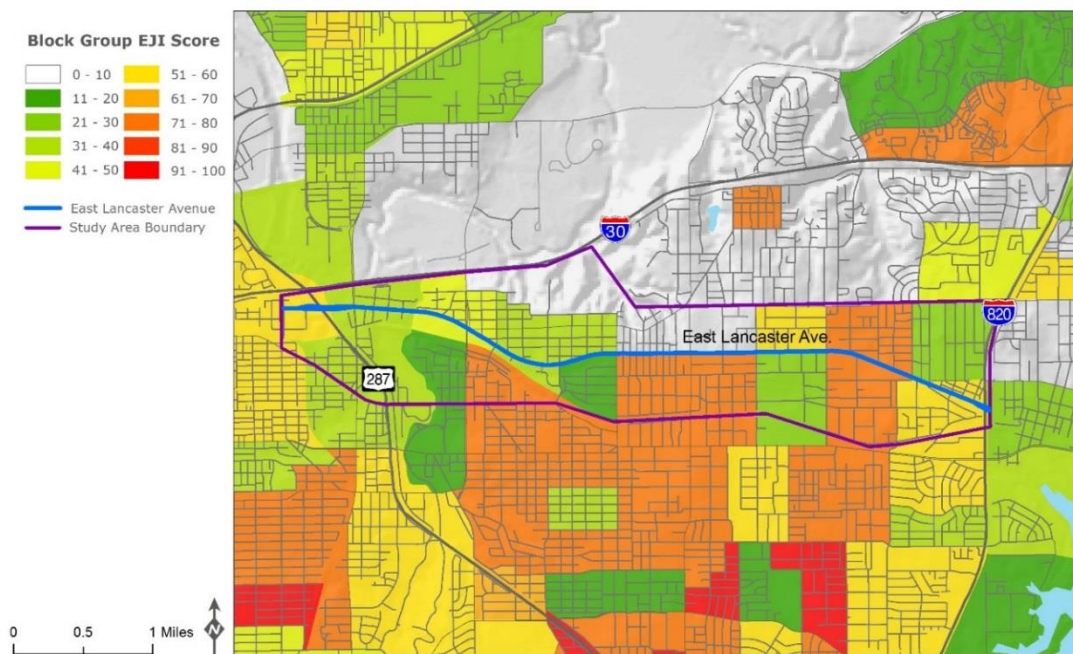 Block Group EJI Score
0 - 10 51 - 60
11 - 20 61 - 70
21 - 30 71 - 80
31 - 40 81 - 90
41 - 50 91 - 100
East Lancaster Avenue
Study Area Boundary
30
820
East Lancaster Ave.
287
N
0 0.5 1 Miles